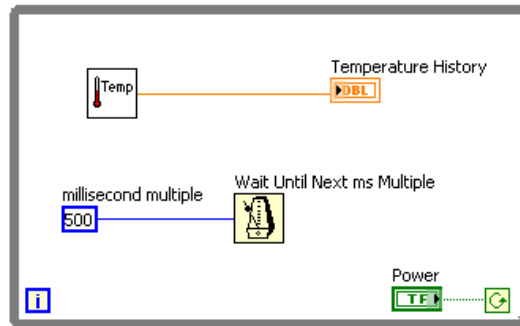 Temperature History
Temp
DBL
millisecond multiple
Wait Until Next ms Multiple
500
Power
TF
i